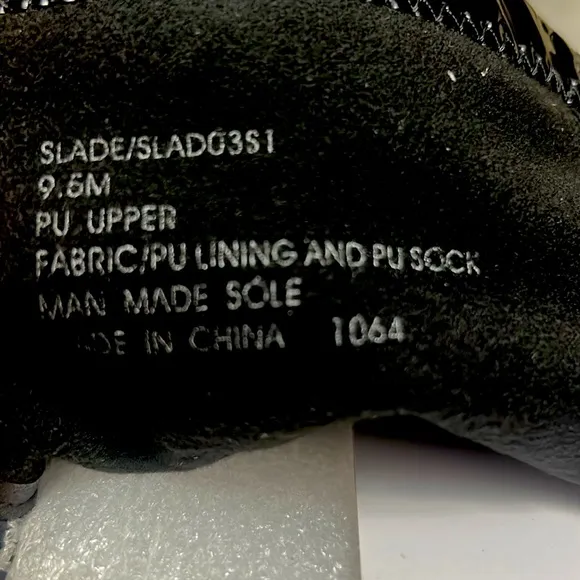 SLADE/SLAD03S1
9.5M
PU UPPER
FABRIC/PU LINING AND PU SOCK
MAN MADE SOLE
IN CHINA 1064